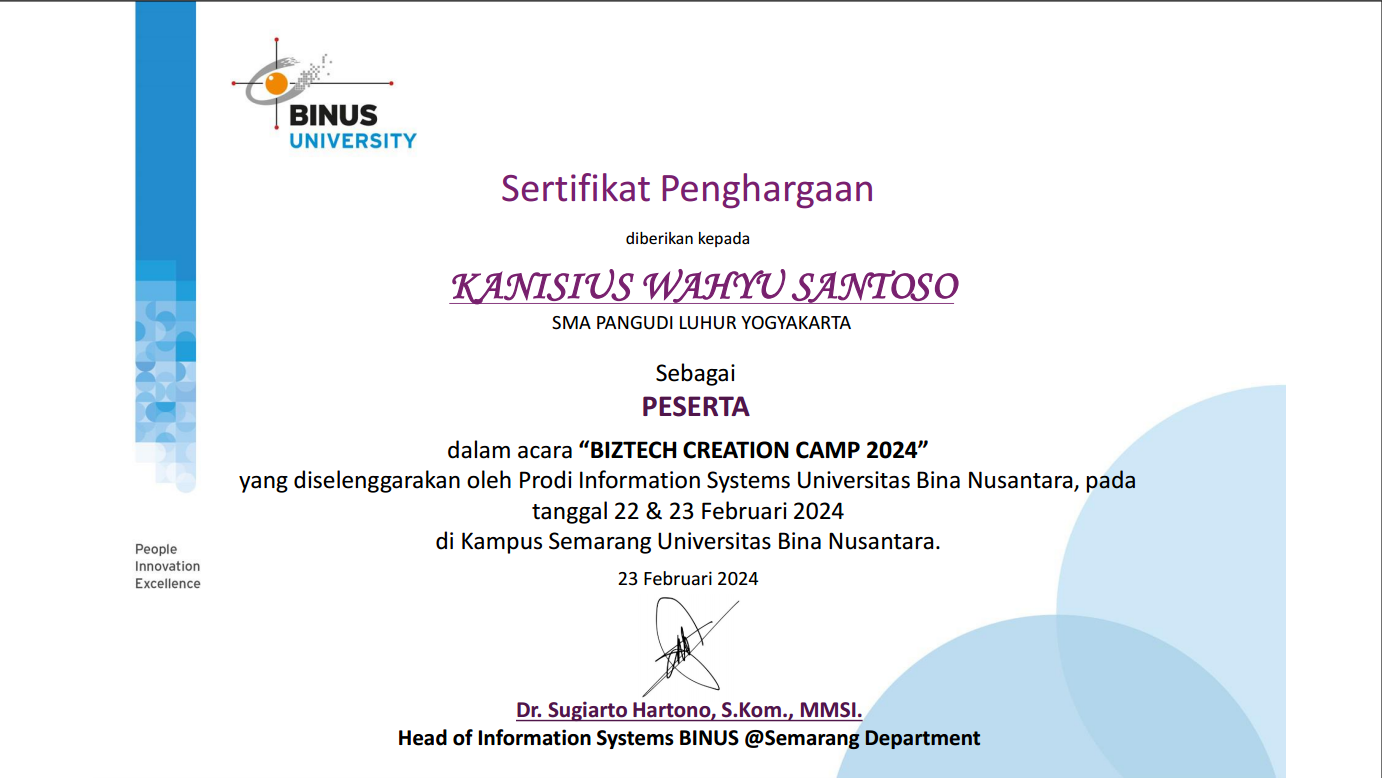 BINUS
UNIVERSITY
Sertifikat Penghargaan
diberikan kepada
KANISIUS WAHYU SANTOSO
SMA PANGUDI LUHUR YOGYAKARTA
Sebagai
PESERTA
dalam acara “BIZTECH CREATION CAMP 2024”
yang diselenggarakan oleh Prodi Information Systems Universitas Bina Nusantara, pada
tanggal 22 & 23 Februari 2024
di Kampus Semarang Universitas Bina Nusantara.
People
Innovation
Excellence
23 Februari 2024
Dr. Sugiarto Hartono, S.Kom., MMSI.
Head of Information Systems BINUS @Semarang Department